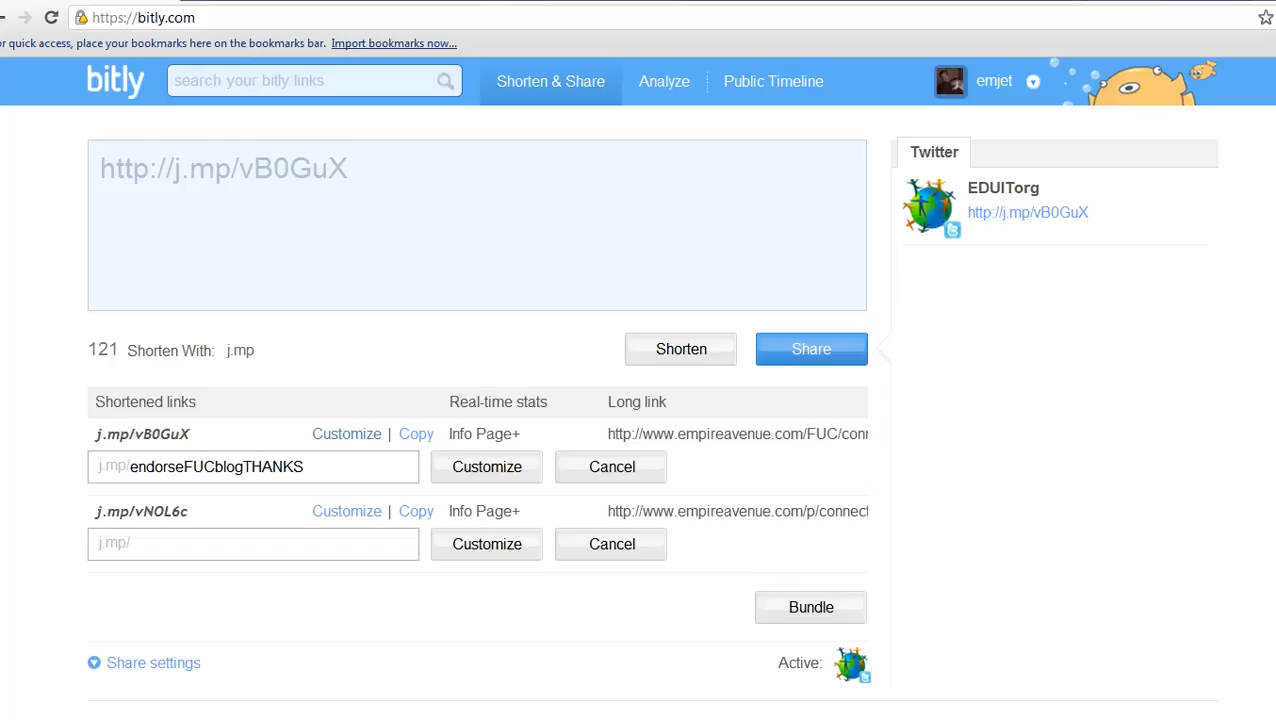 https://bitly.com
or quick access, place your bookmarks here on the bookmarks bar. Import bookmarks now...
bitly search your bitly links Shorten & Share Analyze Public Timeline emjet
http://j.mp/vB0GuX
Twitter
EDUITorg
http://j.mp/vB0GuX
121 Shorten With: j.mp Shorten Share
Shortened links Real-time stats Long link
j.mp/vB0GuX Customize | Copy Info Page+ http://www.empireavenue.com/FUC/conn
j.mp/endorseFUCblogTHANKS Customize Cancel
j.mp/vNOL6c Customize | Copy Info Page+ http://www.empireavenue.com/p/connect
j.mp/ Customize Cancel
Bundle
Share settings Active: